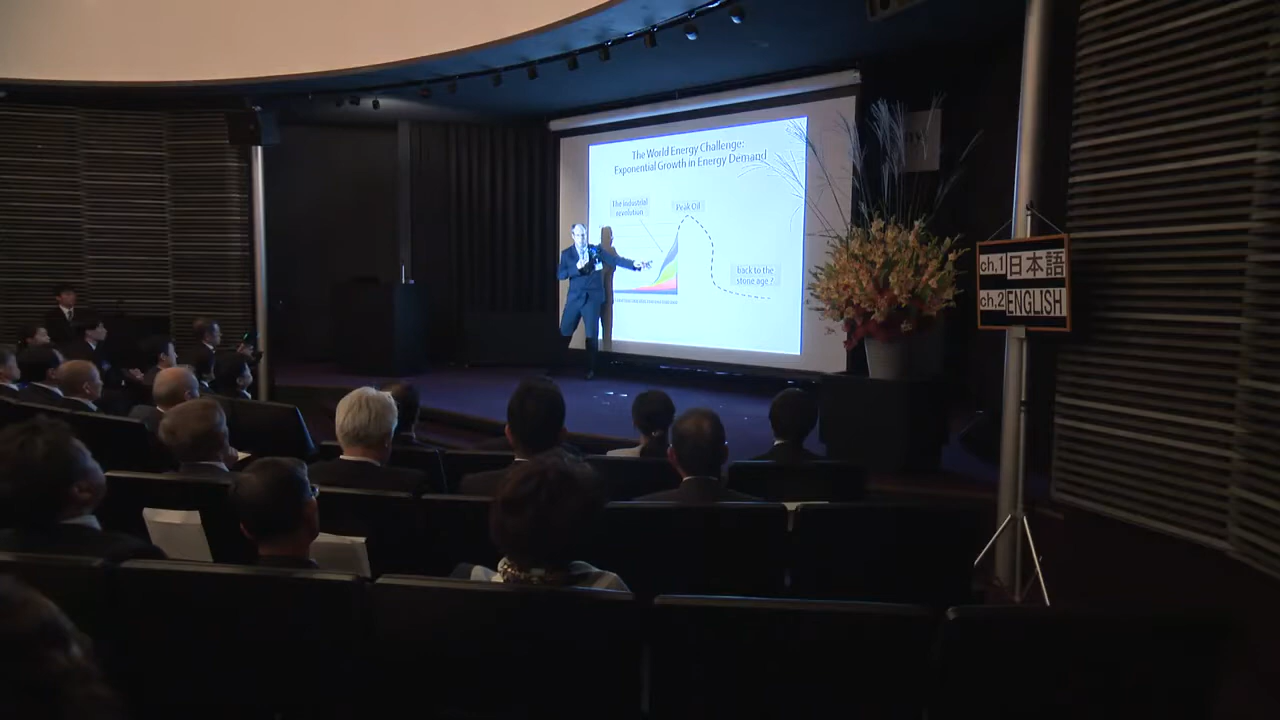 The World Energy Challenge:
Exponential Growth in Energy Demand
The Industrial
revolution
Peak Oil
back to the
stone age ?
ch,1 日本語
ch,2 ENGLISH